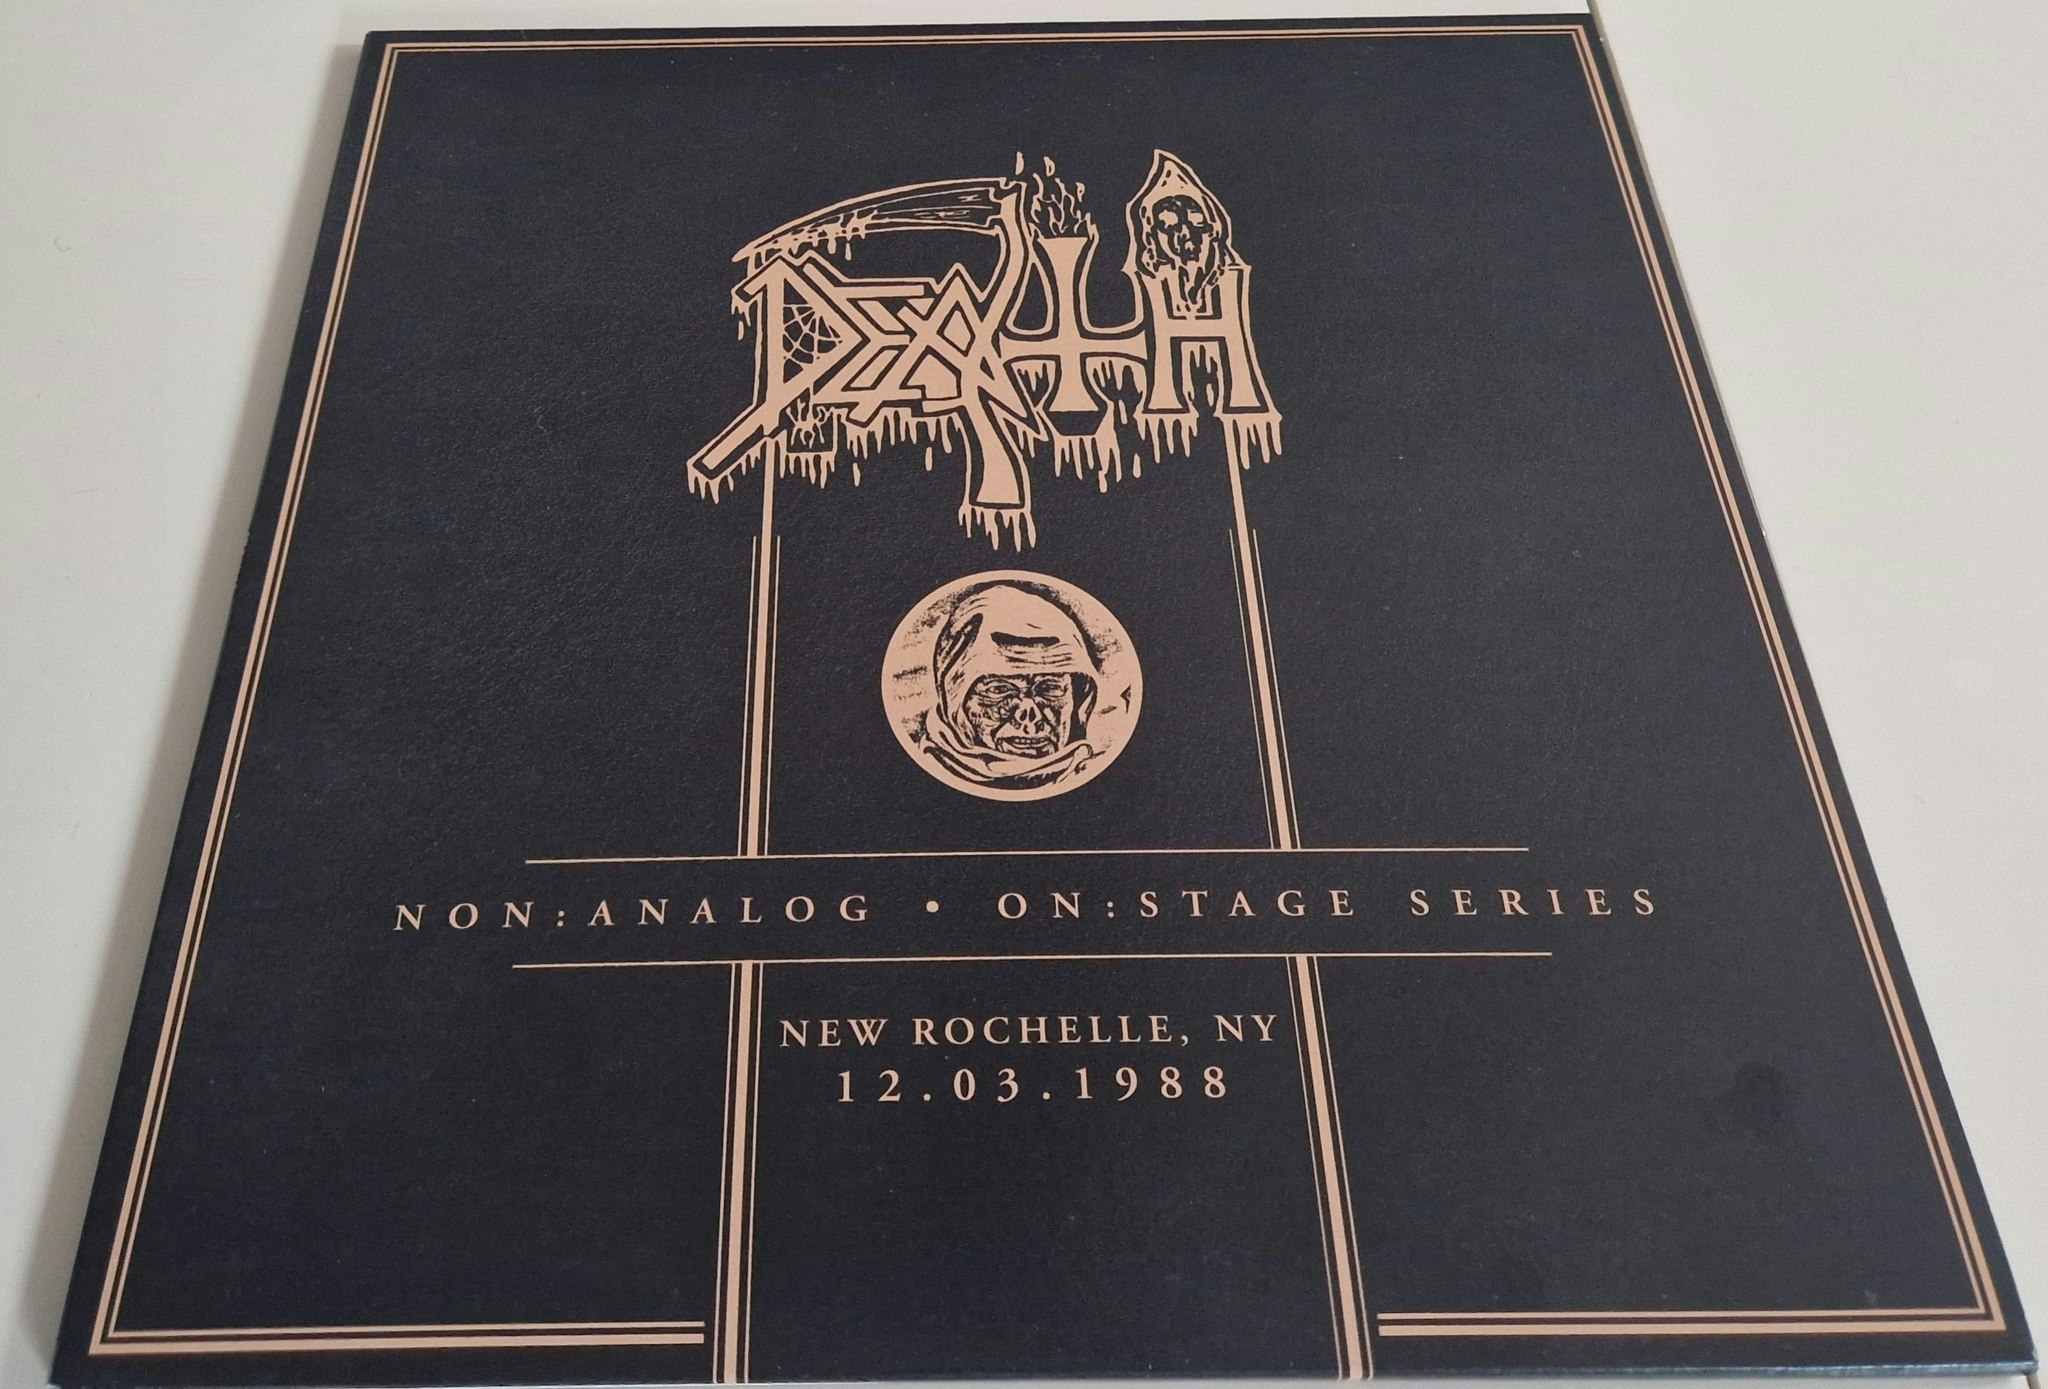 DEATH
NON:ANALOG • ON:STAGE SERIES
NEW ROCHELLE, NY
12.03.1988